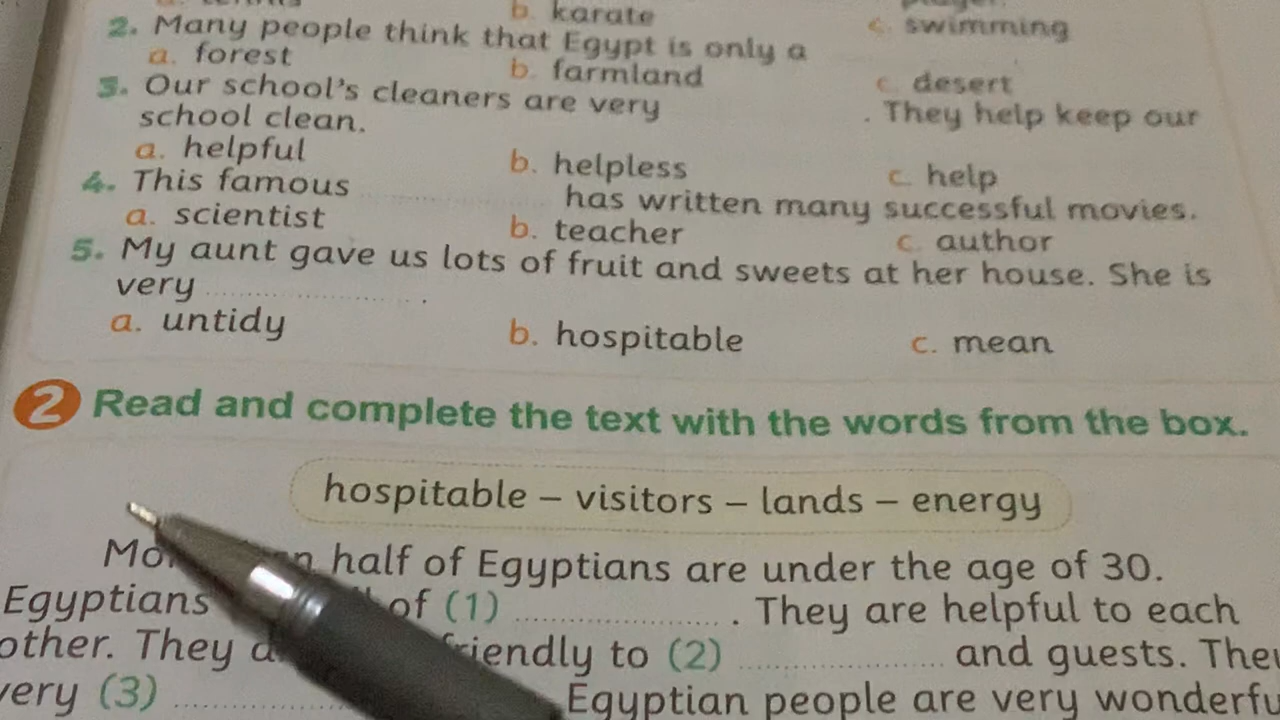 b. karate
c. swimming
2. Many people think that Egypt is only a
a. forest b. farmland c. desert
3. Our school's cleaners are very . They help keep our
school clean.
a. helpful b. helpless c. help
4. This famous has written many successful movies.
a. scientist b. teacher c. author
5. My aunt gave us lots of fruit and sweets at her house. She is
very .
a. untidy b. hospitable c. mean
2 Read and complete the text with the words from the box.
hospitable – visitors – lands – energy
half of Egyptians are under the age of 30.
Egyptians of (1) . They are helpful to each
other. They friendly to (2) and guests. They
very (3) Egyptian people are very